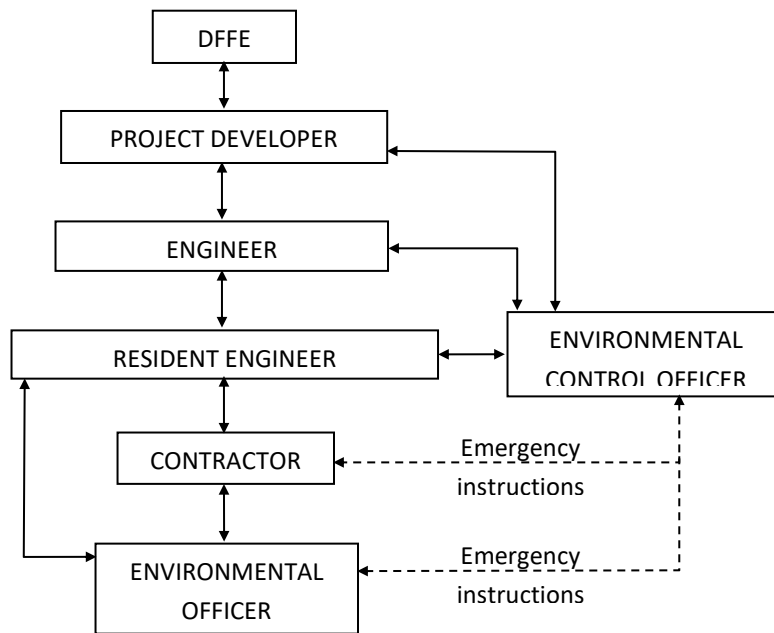 DFFE
PROJECT DEVELOPER
ENGINEER
RESIDENT ENGINEER
ENVIRONMENTAL
CONTROL OFFICER
CONTRACTOR
Emergency
instructions
ENVIRONMENTAL
OFFICER
Emergency
instructions